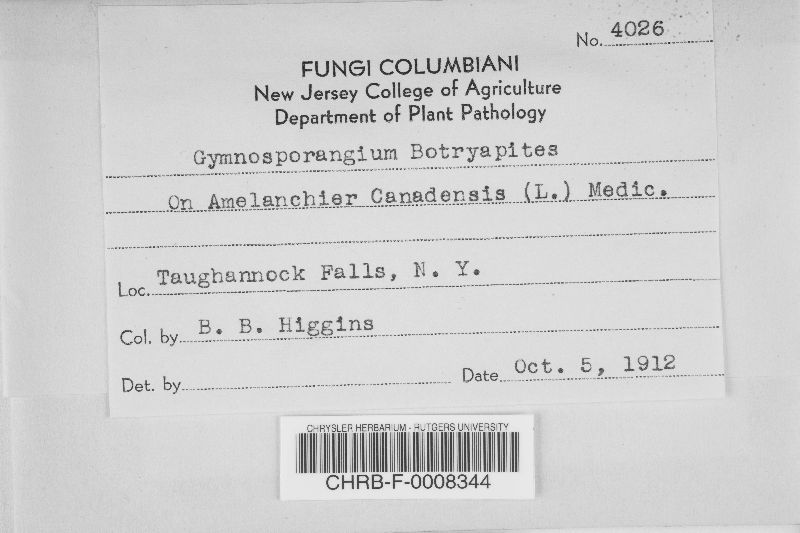 No. 4026
FUNGI COLUMBIANI
New Jersey College of Agriculture
Department of Plant Pathology
Gymnosporangium Botryapites
On Amelanchier Canadensis (L.) Medic.
Loc. Taughannock Falls, N. Y.
Col. by B. B. Higgins
Det. by
Date Oct. 5, 1912
CHRYSLER HERBARIUM - RUTGERS UNIVERSITY
CHRB-F-0008344